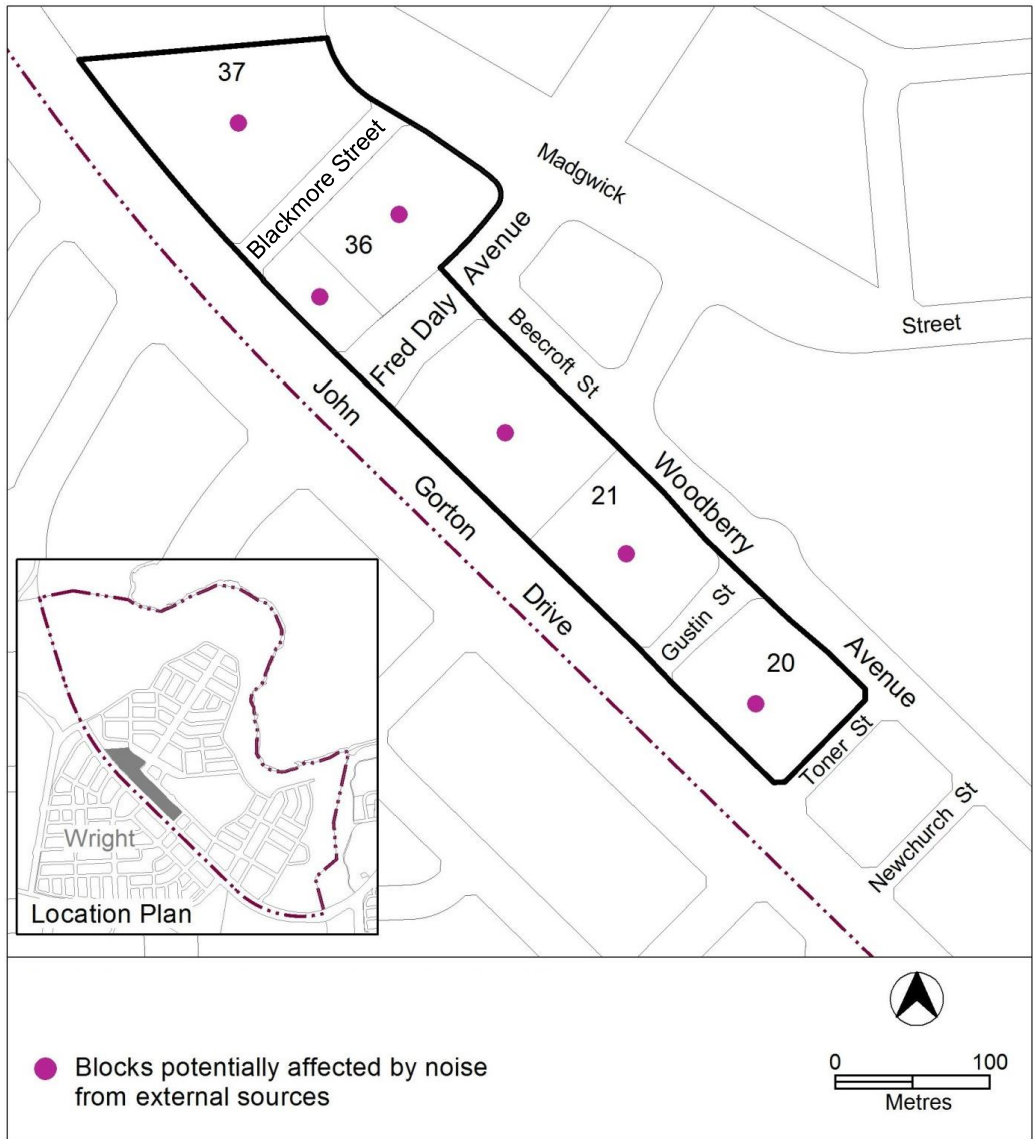 37
Blackmore Street
Madgwick
36
Fred Daly Avenue
Street
Beecroft St
John
Gorton
Drive
21
Woodberry
Avenue
Gustin St
20
Toner St
Newchurch St
Wright
Location Plan
Blocks potentially affected by noise
from external sources
0 100
Metres